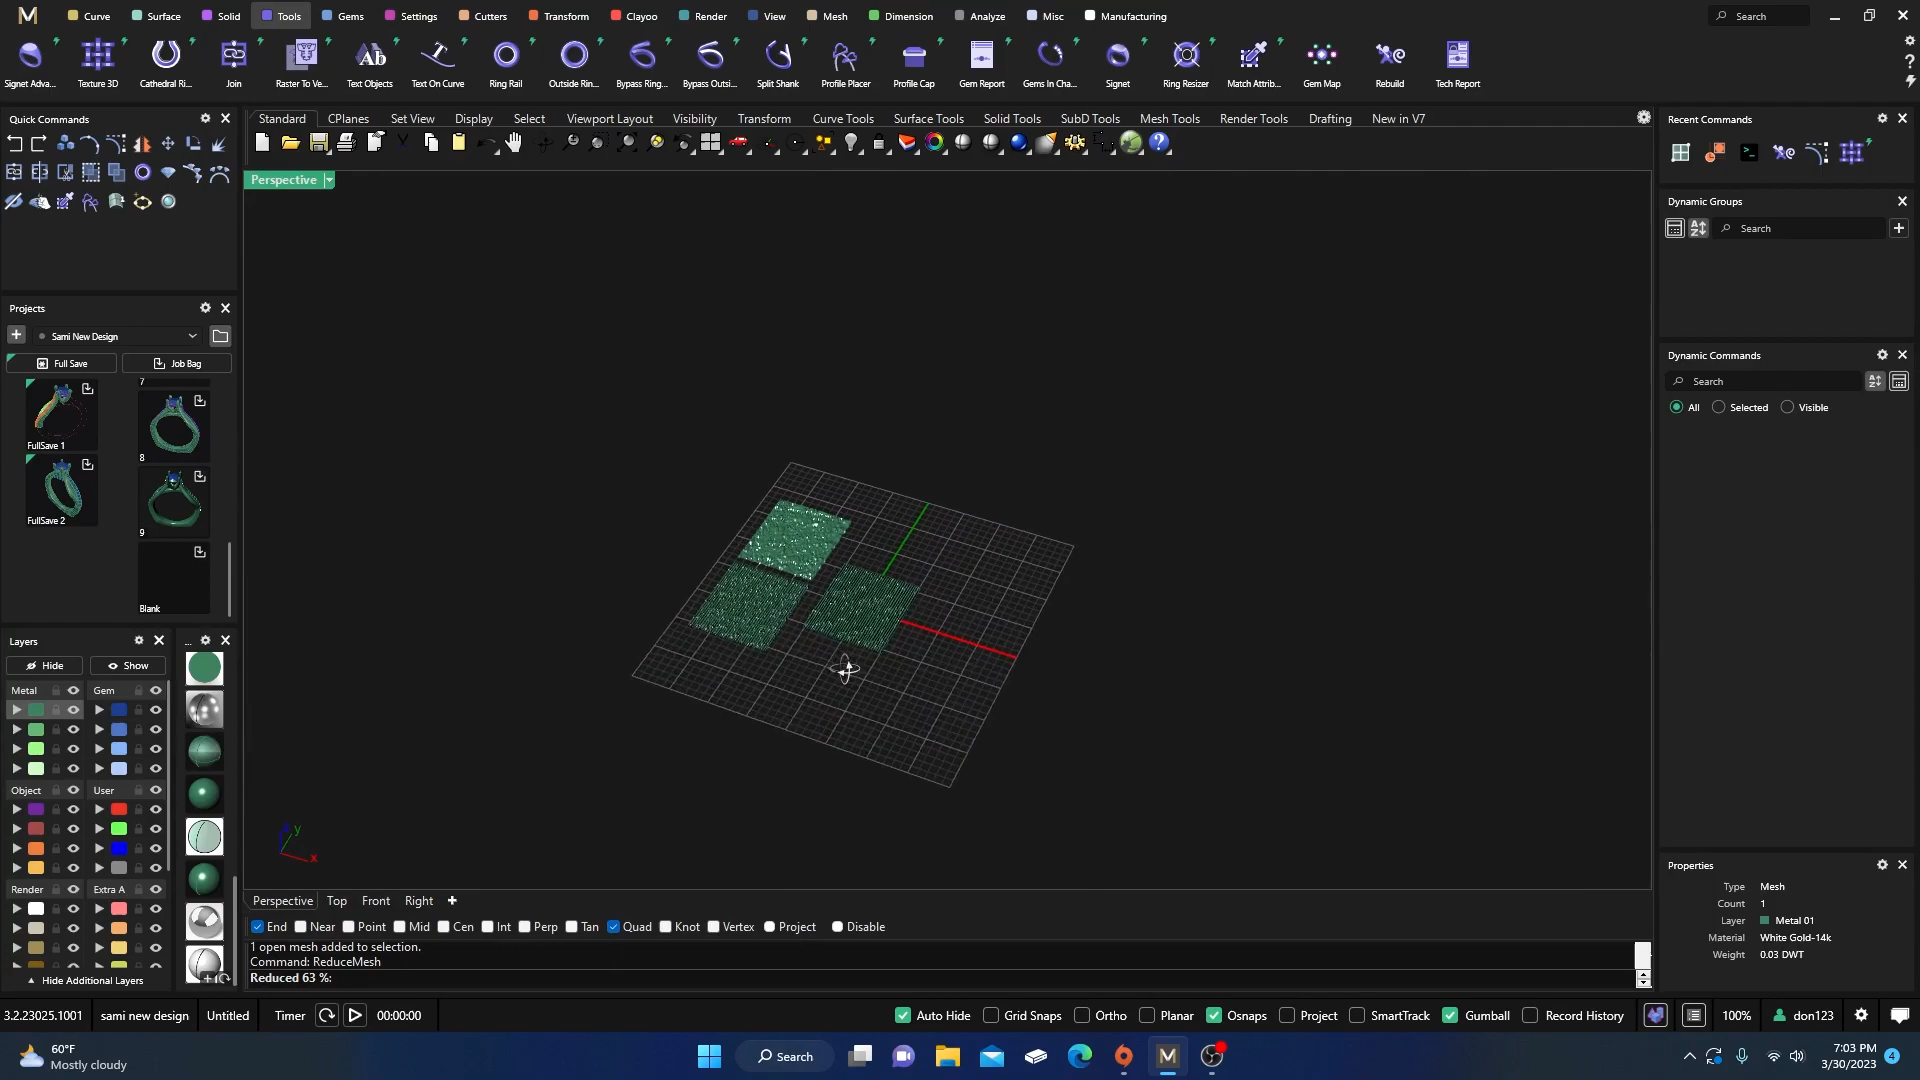 M Curve Surface Solid Tools Gems Settings Cutters Transform Clayoo Render View Mesh Dimension Analyze Misc Manufacturing Search
Signet Adva... Texture 3D Cathedral Ri... Join Raster To Ve... Text Objects Text On Curve Ring Rail Outside Rin... Bypass Ring... Bypass Outsi... Split Shank Profile Placer Profile Cap Gem Report Gems In Cha... Signet Ring Resizer Match Attrib... Gem Map Rebuild Tech Report
Quick Commands
Standard CPlanes Set View Display Select Viewport Layout Visibility Transform Curve Tools Surface Tools Solid Tools SubD Tools Mesh Tools Render Tools Drafting New in V7
Recent Commands
Perspective
Dynamic Groups
Search
Projects
Sami New Design
Full Save Job Bag
7
FullSave 1
8
FullSave 2
9
Blank
Dynamic Commands
Search
All Selected Visible
Layers
Hide Show
Metal Gem
Object User
Render Extra A
Hide Additional Layers
y
x
Perspective Top Front Right
End Near Point Mid Cen Int Perp Tan Quad Knot Vertex Project Disable
1 open mesh added to selection.
Command: ReduceMesh
Reduced 63 %:
Properties
Type Mesh
Count 1
Layer Metal 01
Material White Gold-14k
Weight 0.03 DWT
3.2.23025.1001 sami new design Untitled Timer 00:00:00 Auto Hide Grid Snaps Ortho Planar Osnaps Project SmartTrack Gumball Record History 100% don123
60°F
Mostly cloudy
Search
7:03 PM
3/30/2023
4